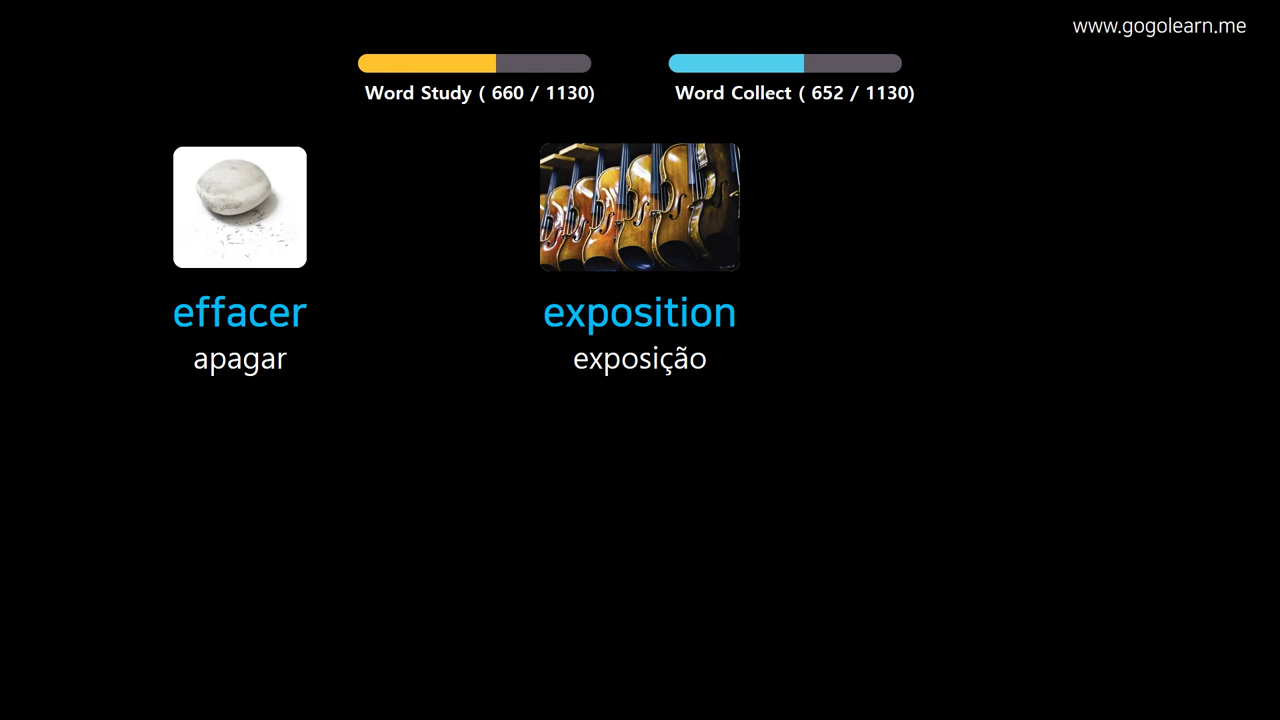 www.gogolearn.me
Word Study ( 660 / 1130)
Word Collect ( 652 / 1130)
effacer
apagar
exposition
exposição